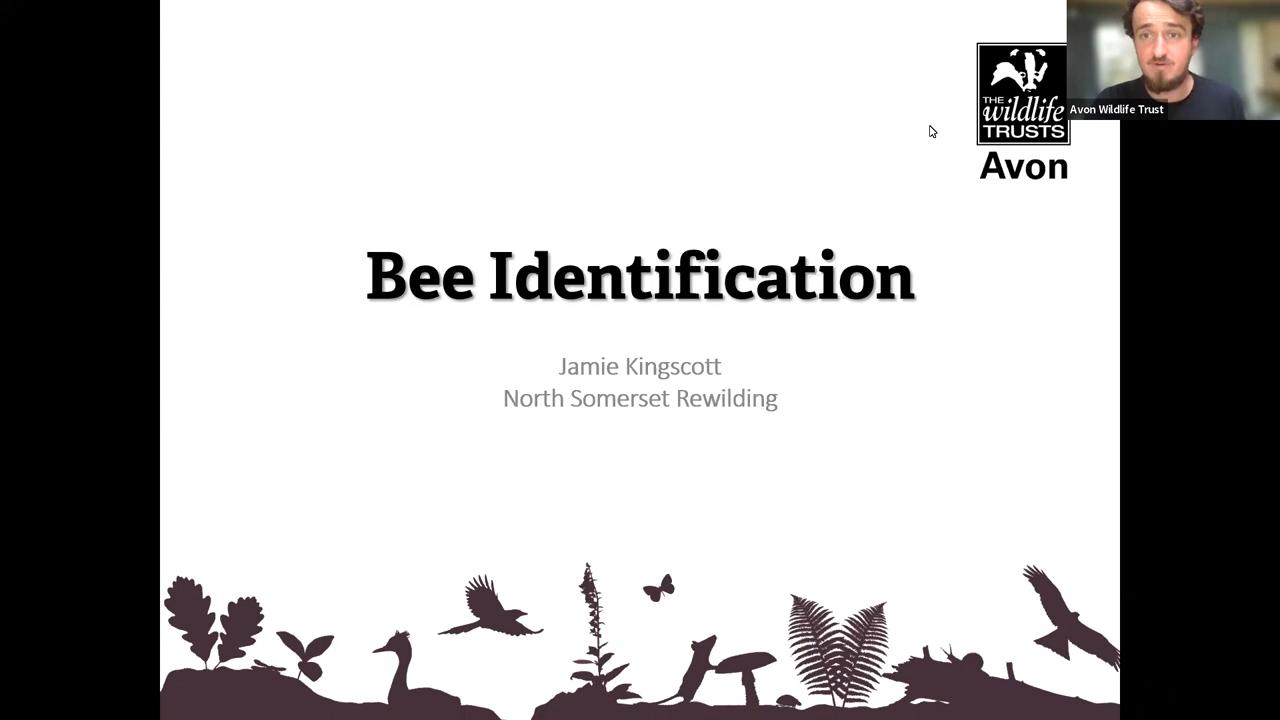 THE
wildlife
TRUSTS
Avon
Avon Wildlife Trust
Bee Identification
Jamie Kingscott
North Somerset Rewilding